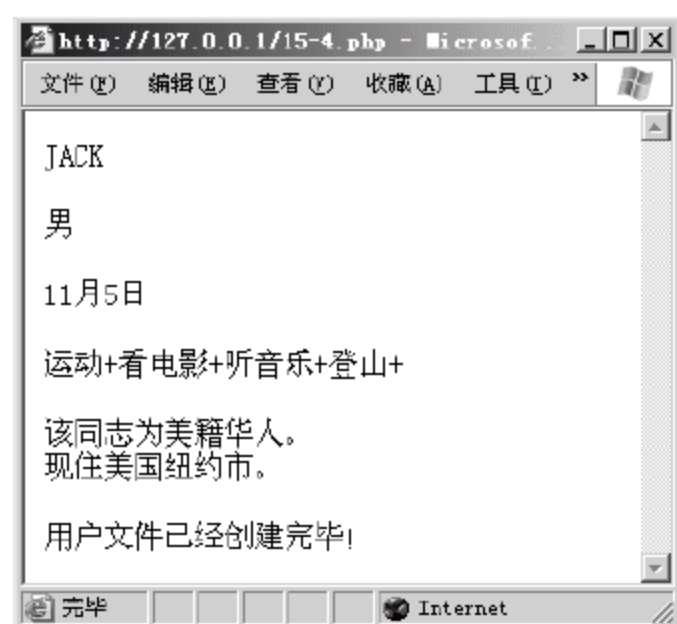 http://127.0.0.1/15-4.php - Microsof...
文件(F) 编辑(E) 查看(V) 收藏(A) 工具(T) »
JACK
男
11月5日
运动+看电影+听音乐+登山+
该同志为美籍华人。
现住美国纽约市。
用户文件已经创建完毕!
完毕 Internet